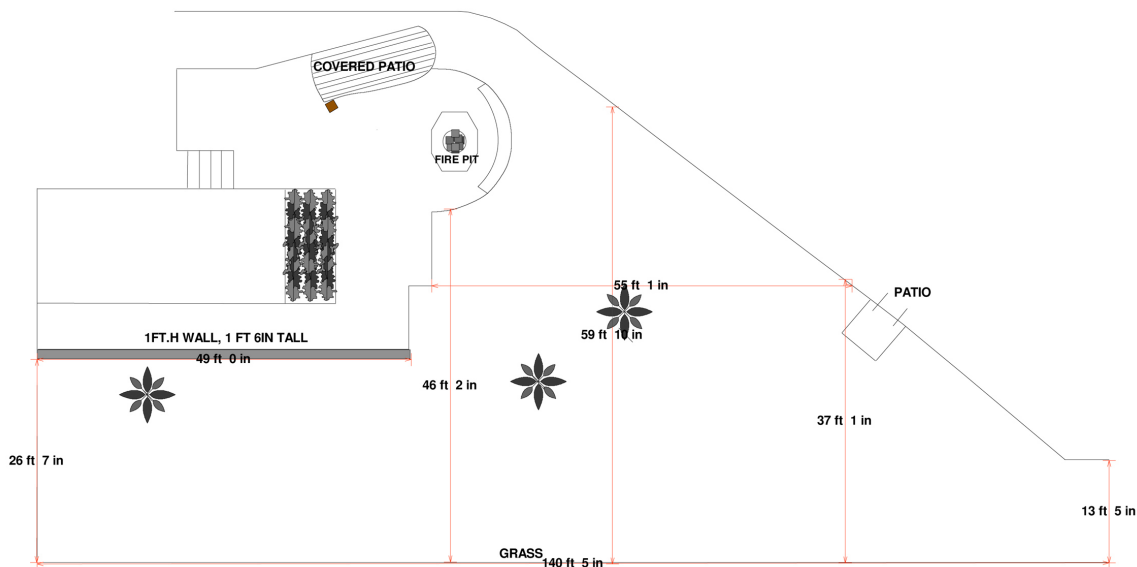 COVERED PATIO
FIRE PIT
55 ft 1 in
PATIO
59 ft 10 in
1FT.H WALL, 1 FT 6IN TALL
49 ft 0 in
46 ft 2 in
37 ft 1 in
26 ft 7 in
13 ft 5 in
GRASS
140 ft 5 in